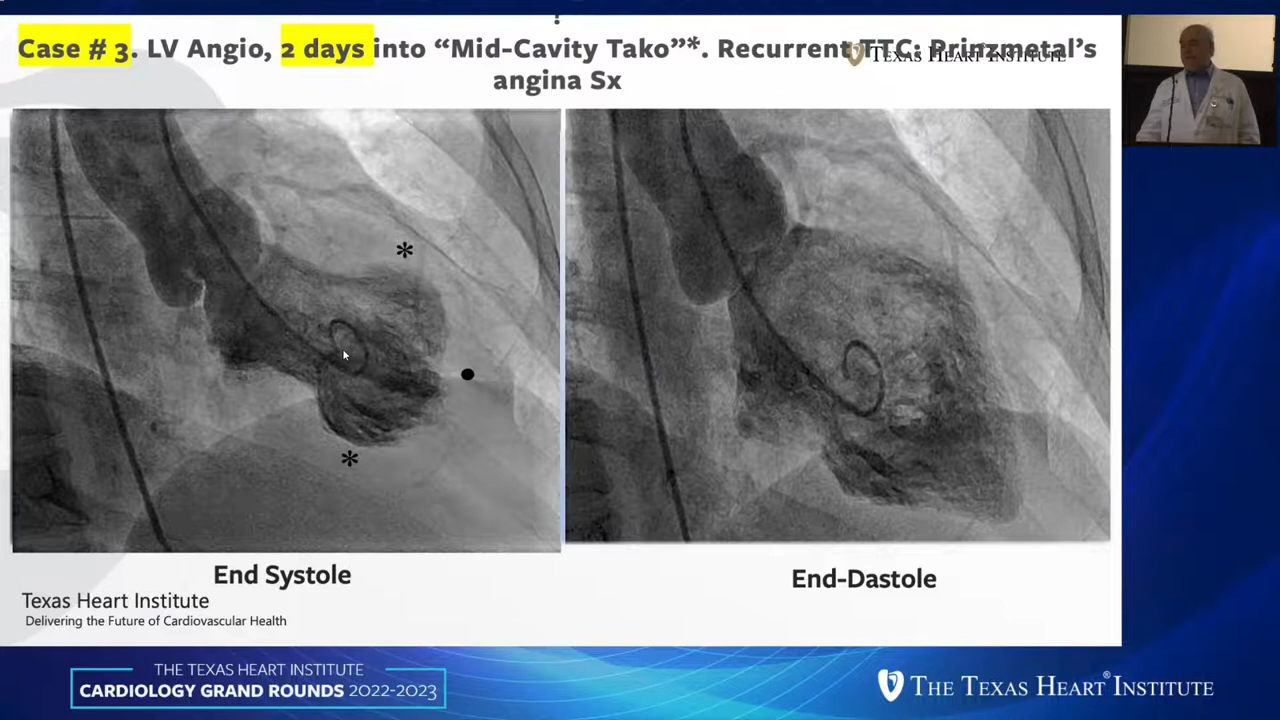 Case # 3. LV Angio, 2 days into “Mid-Cavity Tako”*. Recurrent TTC: Prinzmetal’s
angina Sx
TEXAS HEART INSTITUTE
*
*
End Systole
End-Dastole
Texas Heart Institute
Delivering the Future of Cardiovascular Health
THE TEXAS HEART INSTITUTE
CARDIOLOGY GRAND ROUNDS 2022-2023
THE TEXAS HEART® INSTITUTE